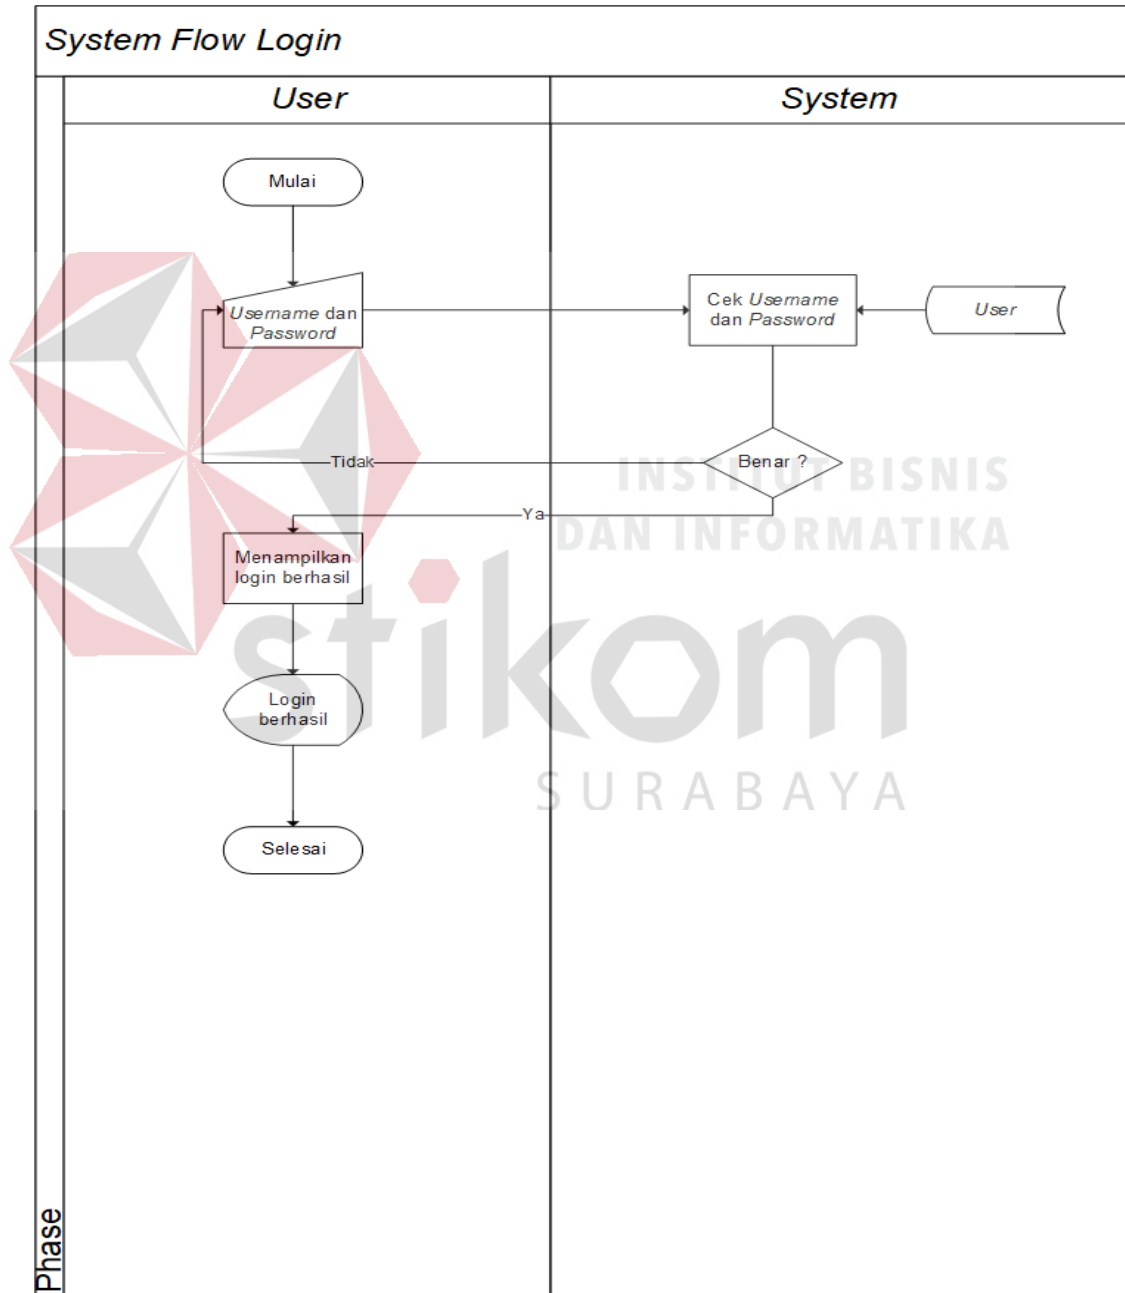 System Flow Login
User
System
Mulai
Username dan
Password
Cek Username
dan Password
User
Tidak
Benar ?
Ya
Menampilkan
login berhasil
Login
berhasil
Selesai
Phase
INSTITUT BISNIS
DAN INFORMATIKA
stikom
SURABAYA